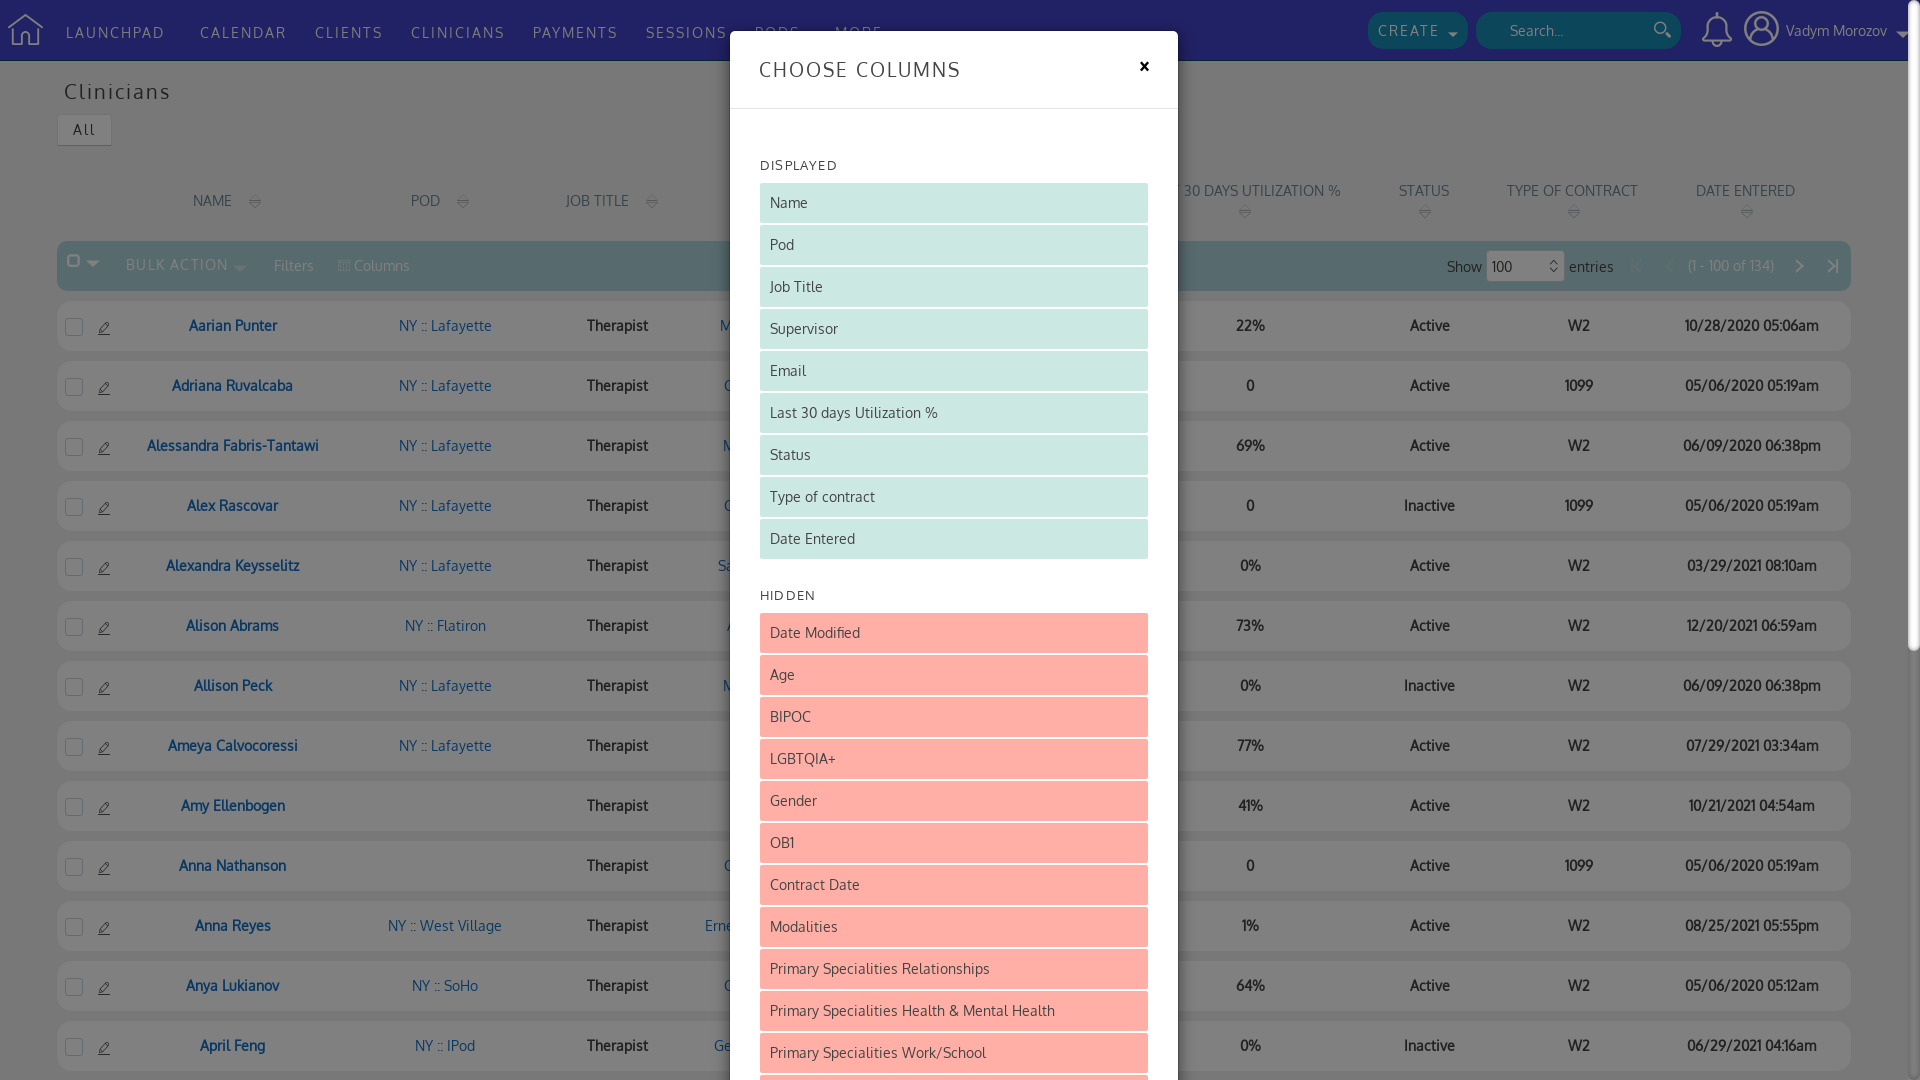 LAUNCHPAD CALENDAR CLIENTS CLINICIANS PAYMENTS SESSIONS PODS MORE CREATE Search... Vadym Morozov
CHOOSE COLUMNS ×
Clinicians
All
NAME POD JOB TITLE 30 DAYS UTILIZATION % STATUS TYPE OF CONTRACT DATE ENTERED
BULK ACTION Filters Columns Show 100 entries (1 - 100 of 134)
Aarian Punter NY :: Lafayette Therapist 22% Active W2 10/28/2020 05:06am
Adriana Ruvalcaba NY :: Lafayette Therapist 0 Active 1099 05/06/2020 05:19am
Alessandra Fabris-Tantawi NY :: Lafayette Therapist 69% Active W2 06/09/2020 06:38pm
Alex Rascovar NY :: Lafayette Therapist 0 Inactive 1099 05/06/2020 05:19am
Alexandra Keysselitz NY :: Lafayette Therapist 0% Active W2 03/29/2021 08:10am
Alison Abrams NY :: Flatiron Therapist 73% Active W2 12/20/2021 06:59am
Allison Peck NY :: Lafayette Therapist 0% Inactive W2 06/09/2020 06:38pm
Ameya Calvocoressi NY :: Lafayette Therapist 77% Active W2 07/29/2021 03:34am
Amy Ellenbogen Therapist 41% Active W2 10/21/2021 04:54am
Anna Nathanson Therapist 0 Active 1099 05/06/2020 05:19am
Anna Reyes NY :: West Village Therapist 1% Active W2 08/25/2021 05:55pm
Anya Lukianov NY :: SoHo Therapist 64% Active W2 05/06/2020 05:12am
April Feng NY :: IPod Therapist 0% Inactive W2 06/29/2021 04:16am
DISPLAYED
Name
Pod
Job Title
Supervisor
Email
Last 30 days Utilization %
Status
Type of contract
Date Entered
HIDDEN
Date Modified
Age
BIPOC
LGBTQIA+
Gender
OB1
Contract Date
Modalities
Primary Specialities Relationships
Primary Specialities Health & Mental Health
Primary Specialities Work/School